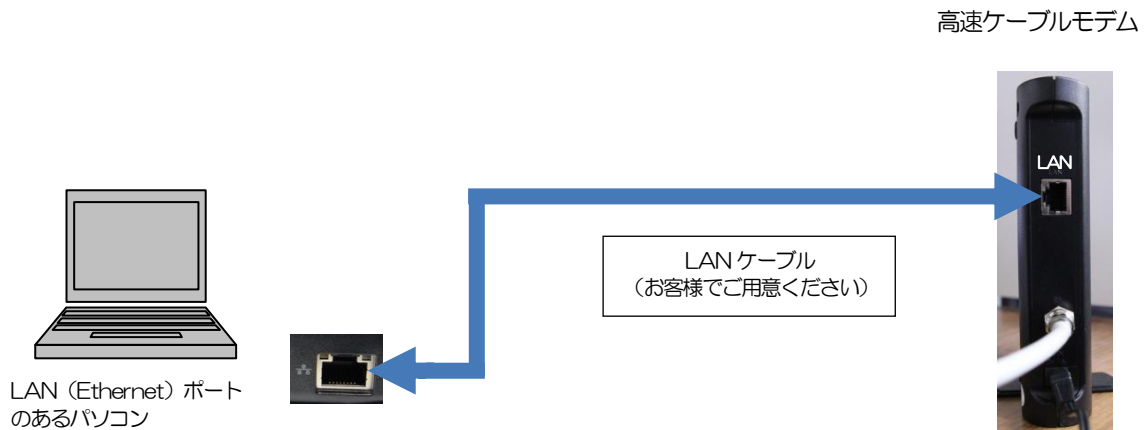 高速ケーブルモデム
LAN
LAN ケーブル
（お客様でご用意ください）
LAN（Ethernet）ポート
のあるパソコン